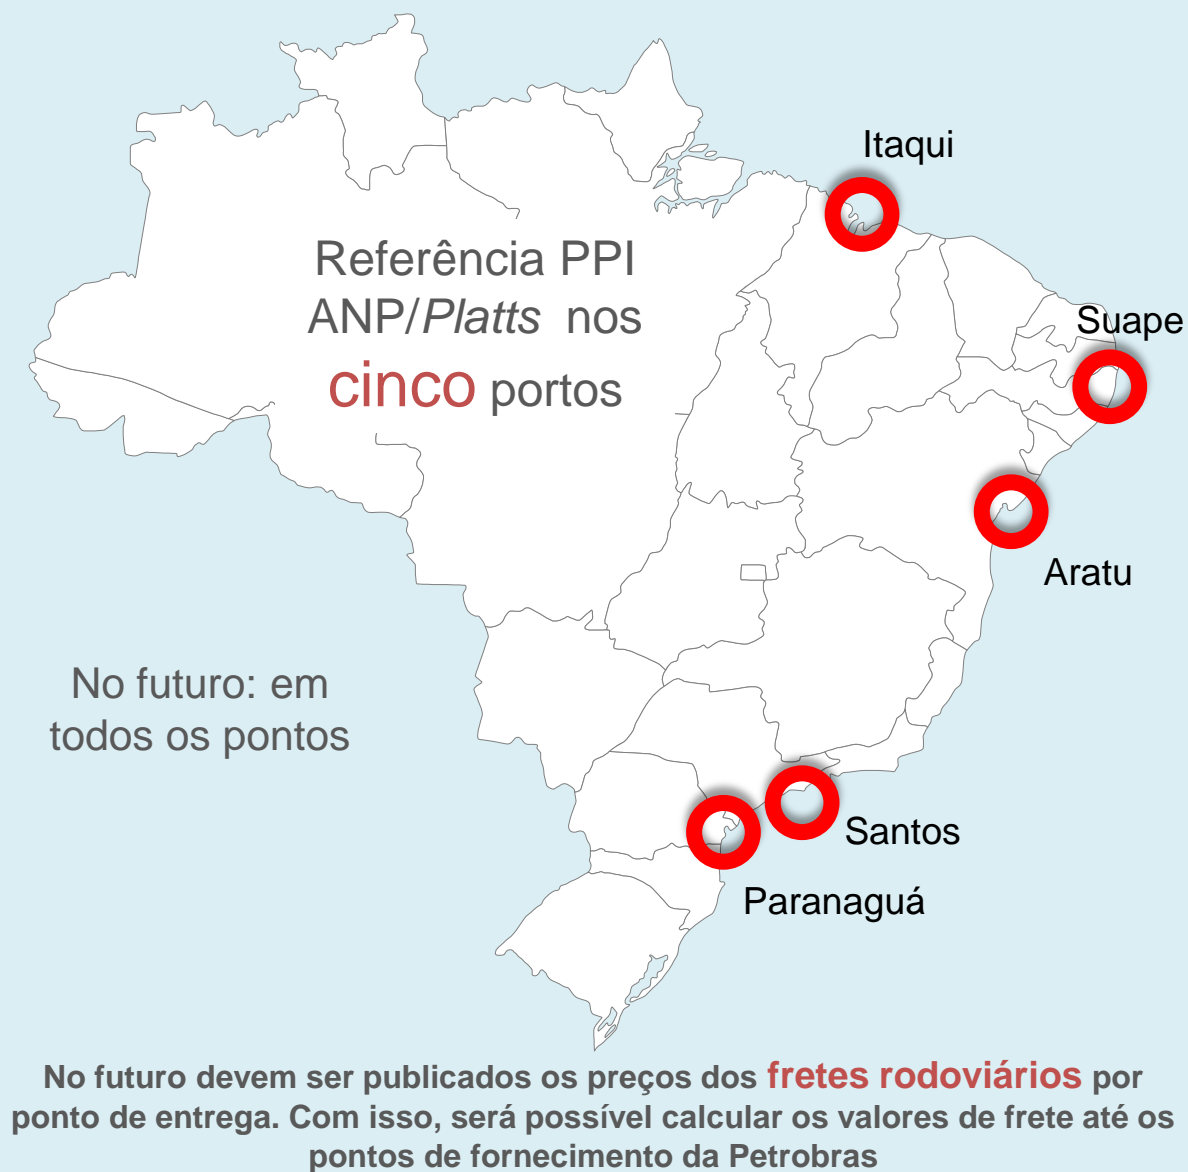 Itaqui
Referência PPI
ANP/Platts nos
cinco portos
Suape
Aratu
No futuro: em
todos os pontos
Santos
Paranaguá
No futuro devem ser publicados os preços dos fretes rodoviários por
ponto de entrega. Com isso, será possível calcular os valores de frete até os
pontos de fornecimento da Petrobras